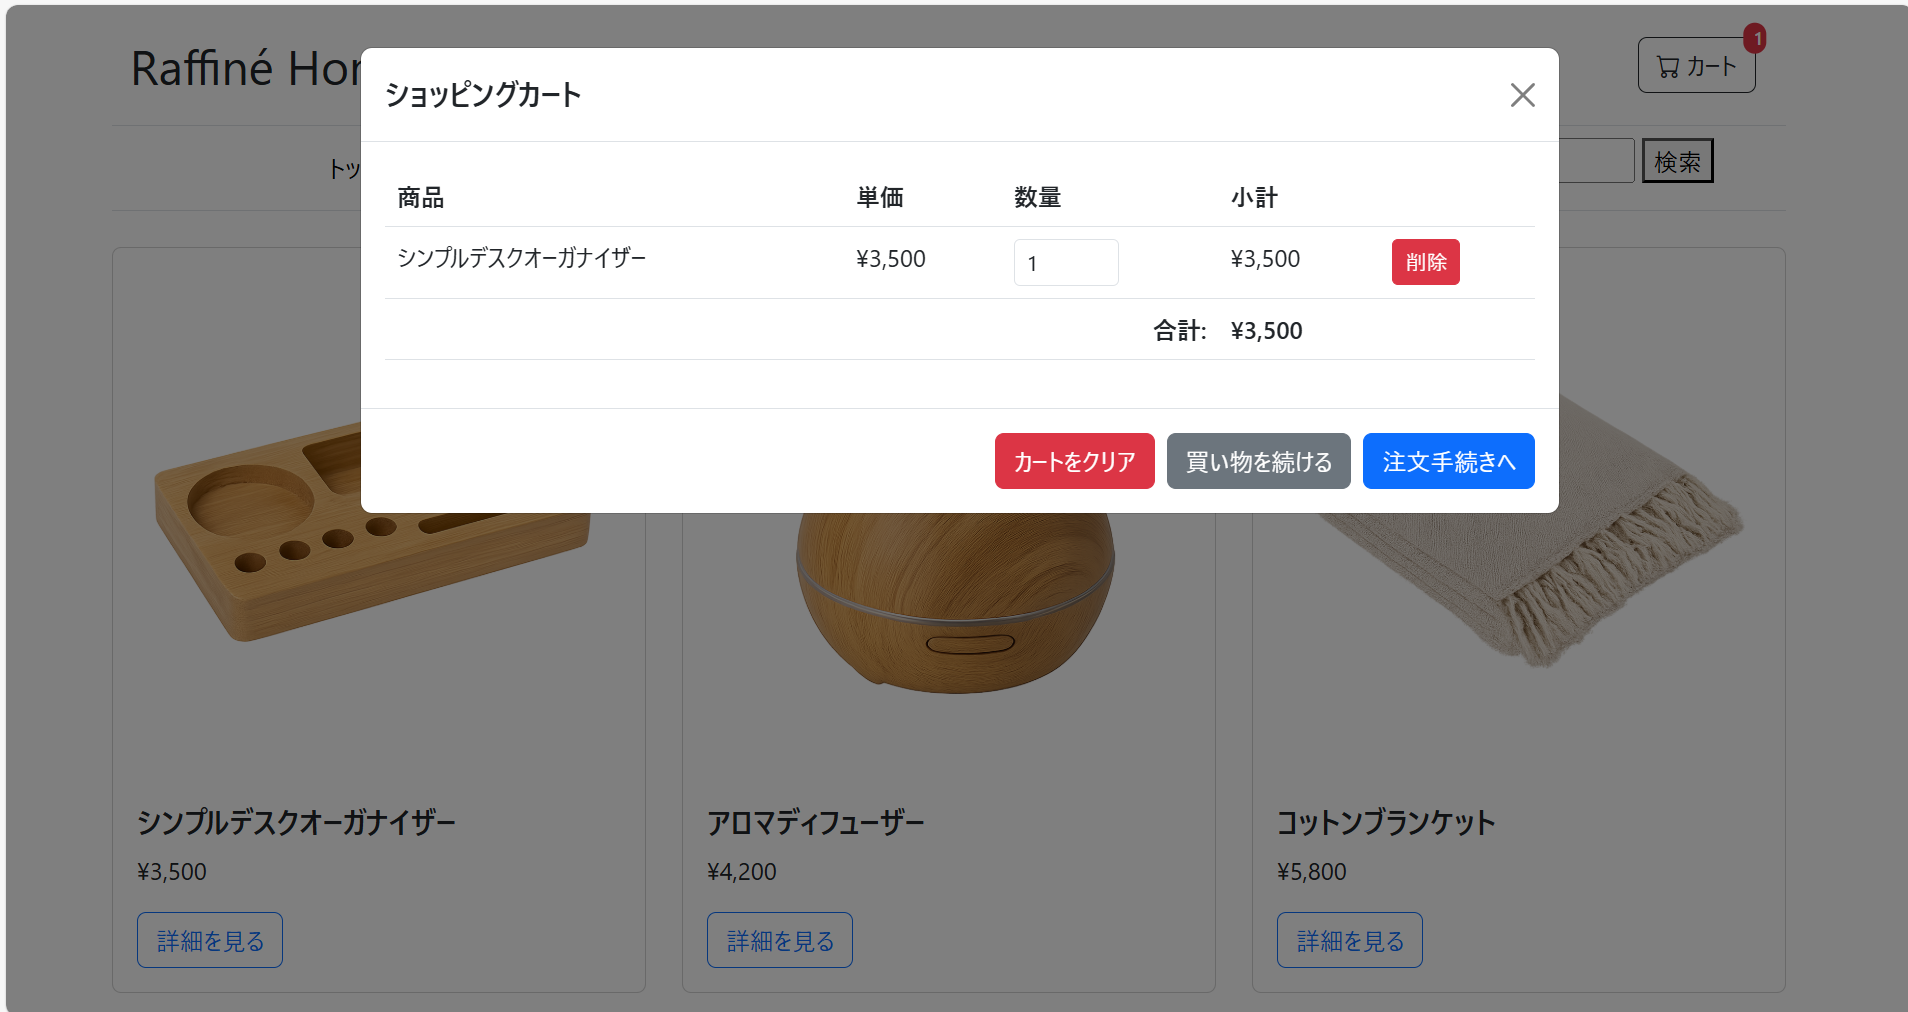 Raffiné Hor
カート 1
ショッピングカート
トッ
検索
商品 単価 数量 小計
シンプルデスクオーガナイザー ¥3,500 1 ¥3,500 削除
合計: ¥3,500
カートをクリア 買い物を続ける 注文手続きへ
シンプルデスクオーガナイザー
¥3,500
詳細を見る
アロマディフューザー
¥4,200
詳細を見る
コットンブランケット
¥5,800
詳細を見る